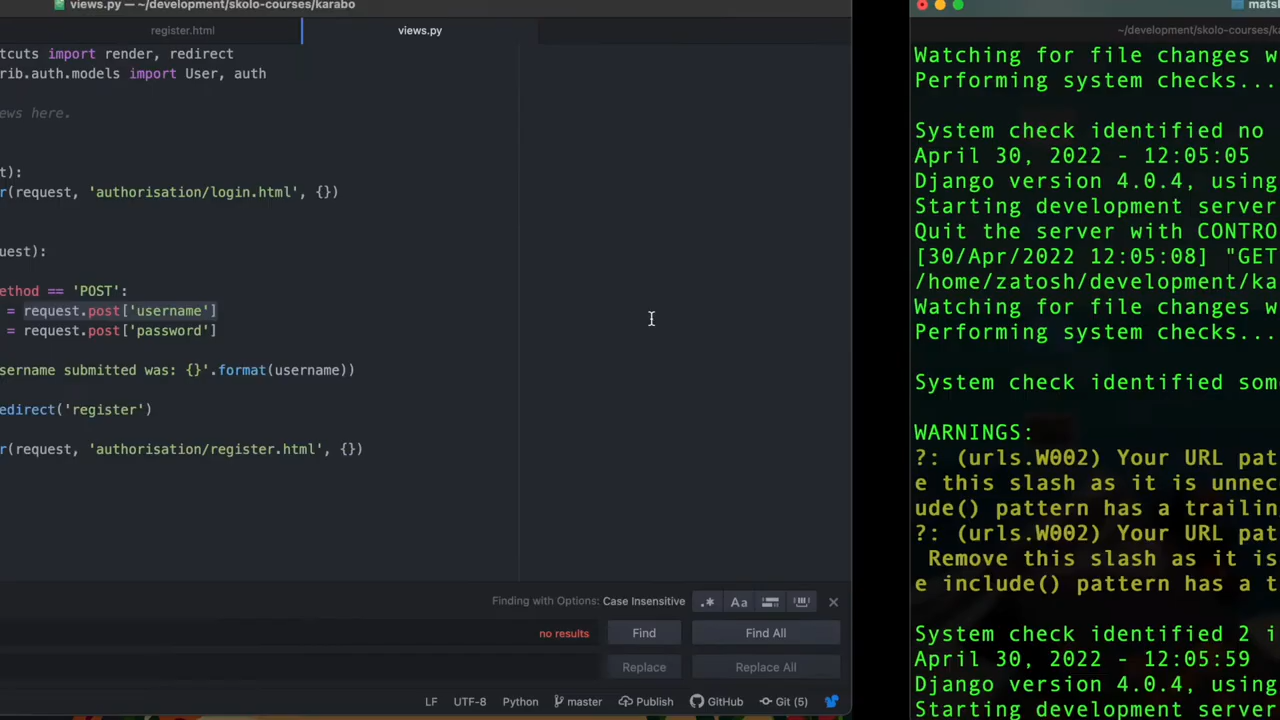 views.py — ~/development/skolo-courses/karabo
register.html
views.py
tcuts import render, redirect
rib.auth.models import User, auth
ews here.
t):
r(request, 'authorisation/login.html', {})
uest):
ethod == 'POST':
= request.post['username']
= request.post['password']
sername submitted was: {}'.format(username))
edirect('register')
r(request, 'authorisation/register.html', {})
Finding with Options: Case Insensitive
.*
Aa
no results
Find
Find All
Replace
Replace All
LF
UTF-8
Python
master
Publish
GitHub
Git (5)
matsh
~/development/skolo-courses/ka
Watching for file changes w
Performing system checks...
System check identified no
April 30, 2022 - 12:05:05
Django version 4.0.4, using
Starting development server
Quit the server with CONTRO
[30/Apr/2022 12:05:08] "GET
/home/zatosh/development/ka
Watching for file changes w
Performing system checks...
System check identified som
WARNINGS:
?: (urls.W002) Your URL pat
e this slash as it is unnec
ude() pattern has a trailin
?: (urls.W002) Your URL pat
Remove this slash as it is
e include() pattern has a t
System check identified 2 i
April 30, 2022 - 12:05:59
Django version 4.0.4, using
Starting development server